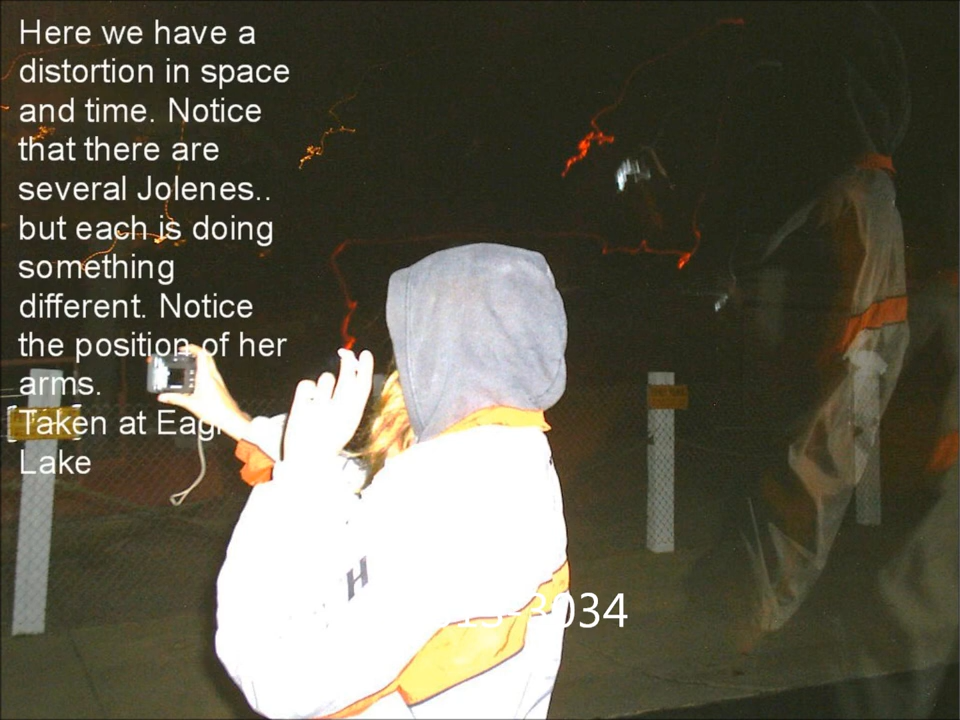 Here we have a
distortion in space
and time. Notice
that there are
several Jolenes..
but each is doing
something
different. Notice
the position of her
arms.
Taken at
Lake
H
3034